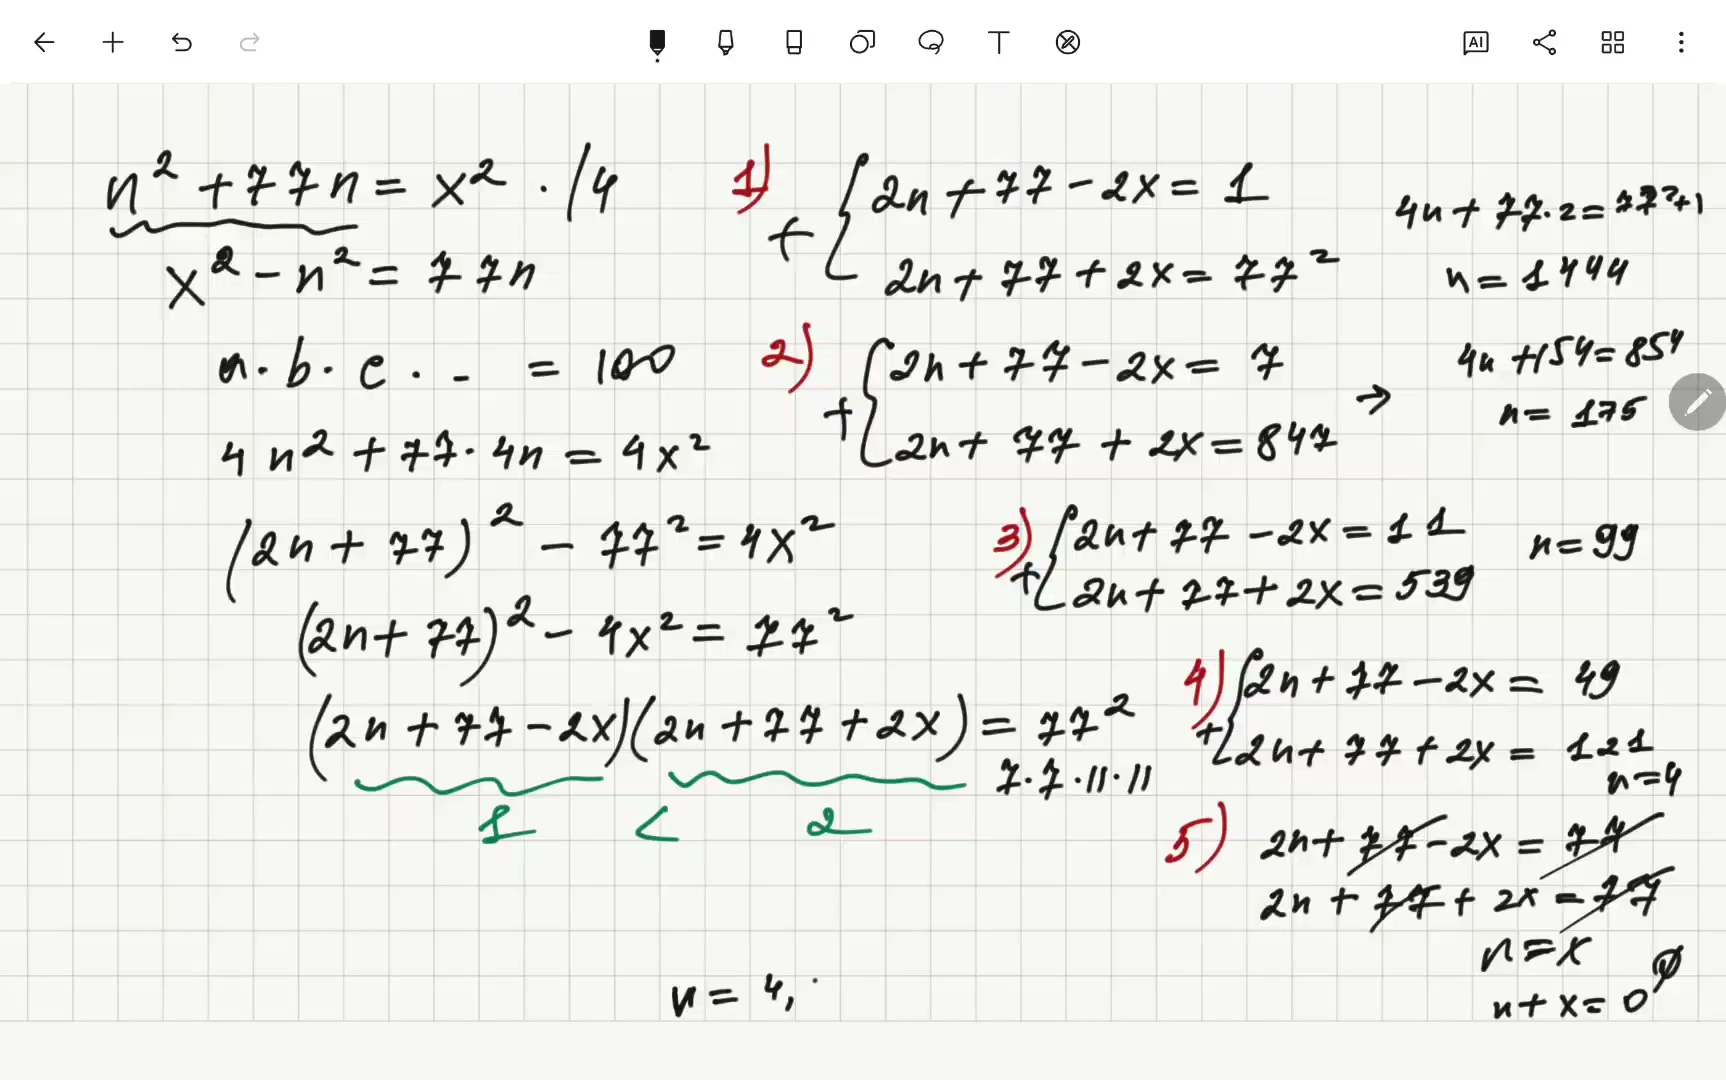 AI
T
n² + 77n = x² · /4
x² - n² = 77n
a · b · c . - = 100
4n² + 77 · 4n = 4x²
(2n + 77)² - 77² = 4x²
(2n + 77)² - 4x² = 77²
(2n + 77 - 2x)(2n + 77 + 2x) = 77²
7 · 7 · 11 · 11
1 < 2
1)
+ { 2n + 77 - 2x = 1
2n + 77 + 2x = 77²
4n + 77 · 2 = 77² + 1
n = 1444
2)
+ { 2n + 77 - 2x = 7
2n + 77 + 2x = 847
→ 4n + 154 = 854
n = 175
3)
+ { 2n + 77 - 2x = 11
2n + 77 + 2x = 539
n = 99
4)
+ { 2n + 77 - 2x = 49
2n + 77 + 2x = 121
n = 4
5)
2n + 77 - 2x = 77
2n + 77 + 2x = 77
n = x
n + x = 0 ∅
n = 4,